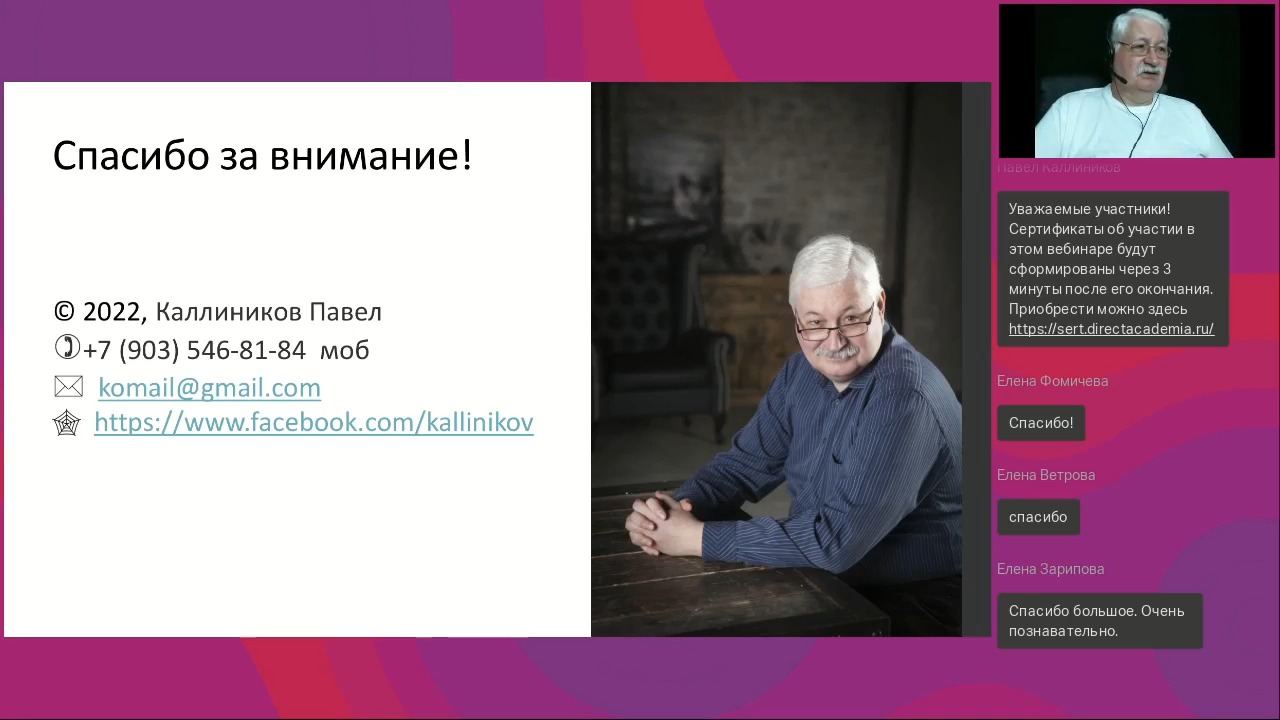 Спасибо за внимание!
© 2022, Каллиников Павел
+7 (903) 546-81-84 моб
komail@gmail.com
https://www.facebook.com/kallinikov
Павел Каллиников
Уважаемые участники!
Сертификаты об участии в
этом вебинаре будут
сформированы через 3
минуты после его окончания.
Приобрести можно здесь
https://sert.directacademia.ru/
Елена Фомичева
Спасибо!
Елена Ветрова
спасибо
Елена Зарипова
Спасибо большое. Очень
познавательно.